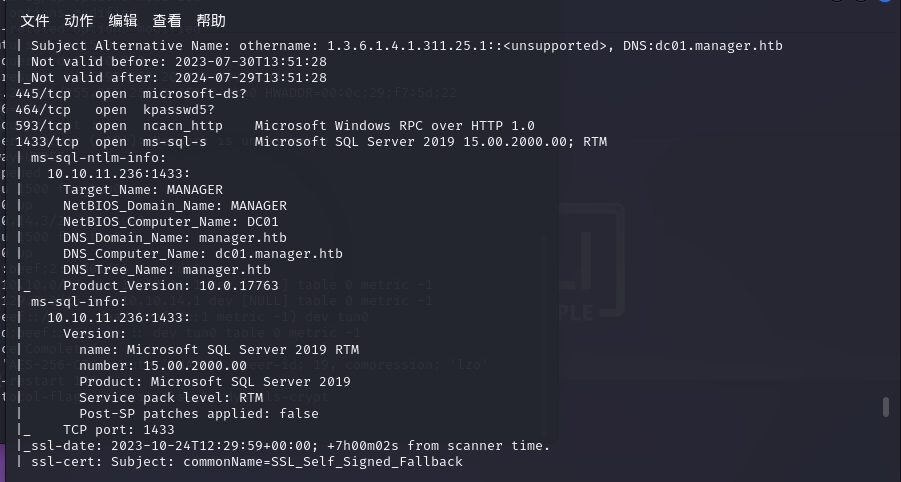 文件 动作 编辑 查看 帮助
| Subject Alternative Name: othername: 1.3.6.1.4.1.311.25.1::<unsupported>, DNS:dc01.manager.htb
| Not valid before: 2023-07-30T13:51:28
|_Not valid after:  2024-07-29T13:51:28
445/tcp   open  microsoft-ds?
464/tcp   open  kpasswd5?
593/tcp   open  ncacn_http    Microsoft Windows RPC over HTTP 1.0
1433/tcp  open  ms-sql-s      Microsoft SQL Server 2019 15.00.2000.00; RTM
| ms-sql-ntlm-info:
|   10.10.11.236:1433:
|     Target_Name: MANAGER
|     NetBIOS_Domain_Name: MANAGER
|     NetBIOS_Computer_Name: DC01
|     DNS_Domain_Name: manager.htb
|     DNS_Computer_Name: dc01.manager.htb
|     DNS_Tree_Name: manager.htb
|_    Product_Version: 10.0.17763
| ms-sql-info:
|   10.10.11.236:1433:
|     Version:
|       name: Microsoft SQL Server 2019 RTM
|       number: 15.00.2000.00
|       Product: Microsoft SQL Server 2019
|       Service pack level: RTM
|       Post-SP patches applied: false
|_    TCP port: 1433
|_ssl-date: 2023-10-24T12:29:59+00:00; +7h00m02s from scanner time.
| ssl-cert: Subject: commonName=SSL_Self_Signed_Fallback